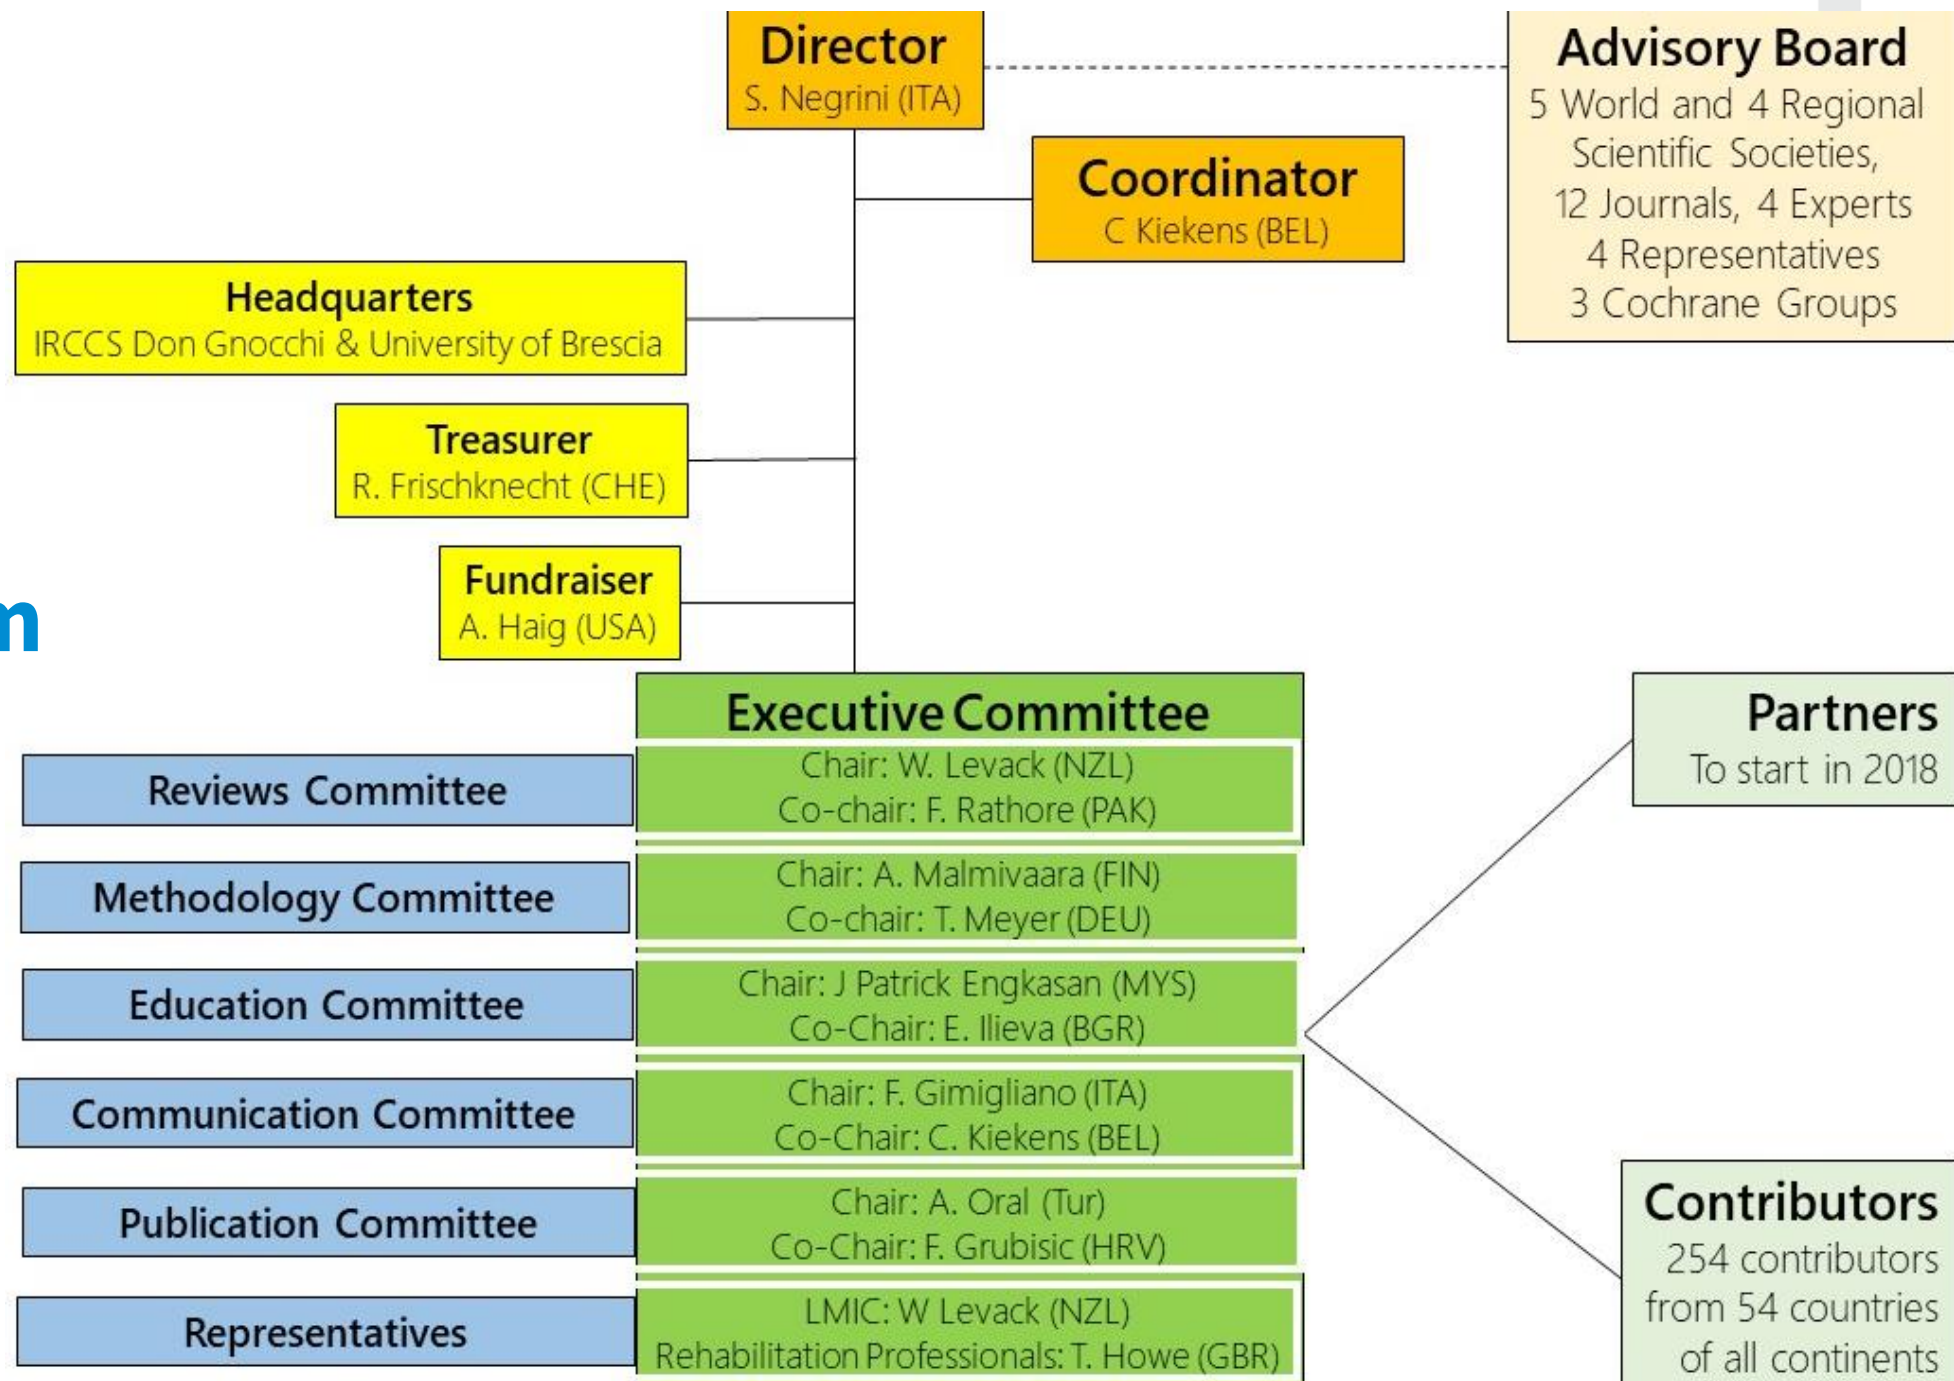 Director
S. Negrini (ITA)
Advisory Board
5 World and 4 Regional
Scientific Societies,
12 Journals, 4 Experts
4 Representatives
3 Cochrane Groups
Coordinator
C Kiekens (BEL)
Headquarters
IRCCS Don Gnocchi & University of Brescia
Treasurer
R. Frischknecht (CHE)
Fundraiser
A. Haig (USA)
m
Executive Committee
Partners
To start in 2018
Reviews Committee
Chair: W. Levack (NZL)
Co-chair: F. Rathore (PAK)
Methodology Committee
Chair: A. Malmivaara (FIN)
Co-chair: T. Meyer (DEU)
Education Committee
Chair: J Patrick Engkasan (MYS)
Co-Chair: E. Ilieva (BGR)
Communication Committee
Chair: F. Gimigliano (ITA)
Co-Chair: C. Kiekens (BEL)
Publication Committee
Chair: A. Oral (Tur)
Co-Chair: F. Grubisic (HRV)
Representatives
LMIC: W Levack (NZL)
Rehabilitation Professionals: T. Howe (GBR)
Contributors
254 contributors
from 54 countries
of all continents